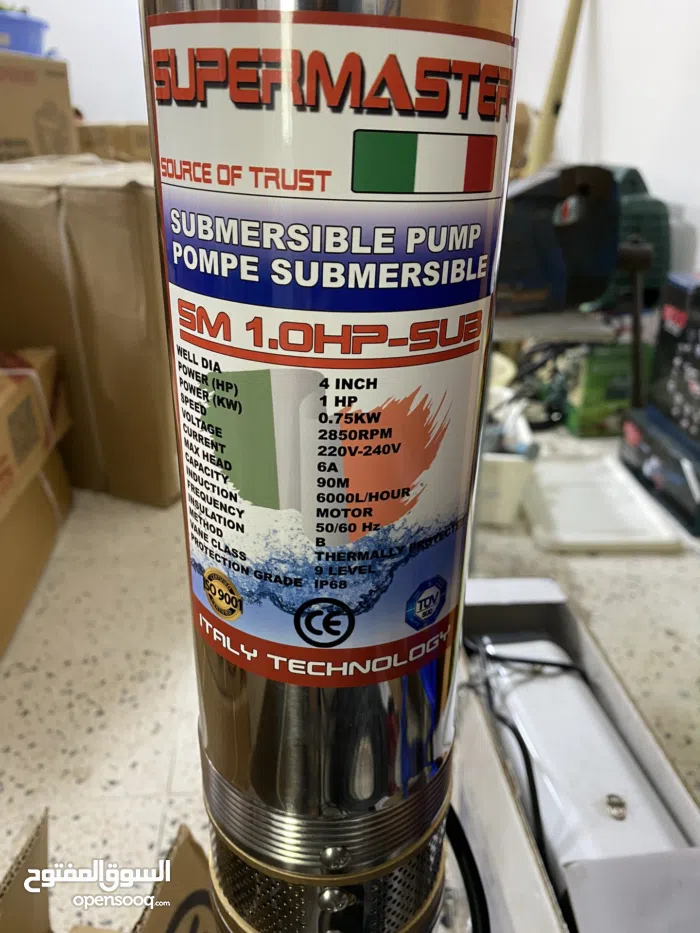 SUPERMASTER
SOURCE OF TRUST
SUBMERSIBLE PUMP
POMPE SUBMERSIBLE
SM 1.0HP-SUB
WELL DIA 4 INCH
POWER (HP) 1 HP
POWER (KW) 0.75KW
SPEED 2850RPM
VOLTAGE 220V-240V
CURRENT 6A
MAX HEAD 90M
CAPACITY 6000L/HOUR
INDUCTION MOTOR
FREQUENCY 50/60 Hz
INSULATION B
METHOD THERMALLY PROTECTE
VANE CLASS 9 LEVEL
PROTECTION GRADE IP68
ISO 9001
CE
TUV
SUD
ITALY TECHNOLOGY
السوق المفتوح
opensooq.com